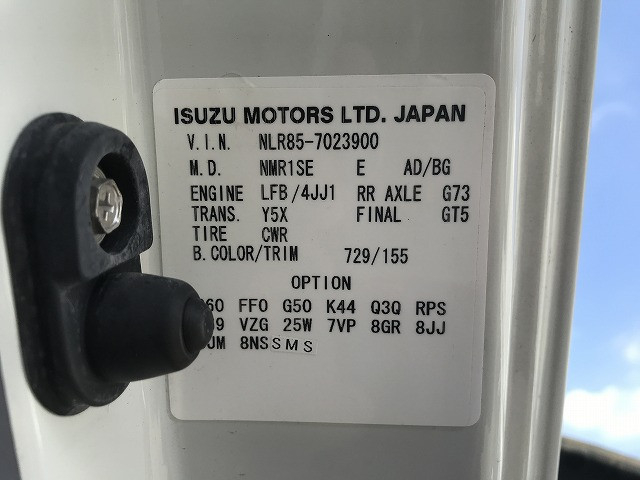 ISUZU MOTORS LTD. JAPAN
V.I.N. NLR85-7023900
M.D. NMR1SE E AD/BG
ENGINE LFB/4JJ1 RR AXLE G73
TRANS. Y5X FINAL GT5
TIRE CWR
B.COLOR/TRIM 729/155
OPTION
FFO G50 K44 Q3Q RPS
VZG 25W 7VP 8GR 8JJ
8NS SMS